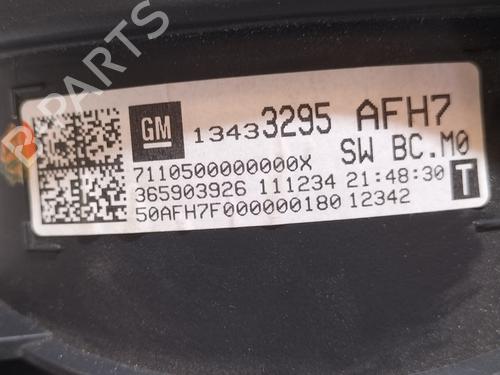 B-PARTS
GM 13433295 AFH7
7110500000000X SW BC.M0
365903926 111234 21:48:30 T
50AFH7F000000180 12342